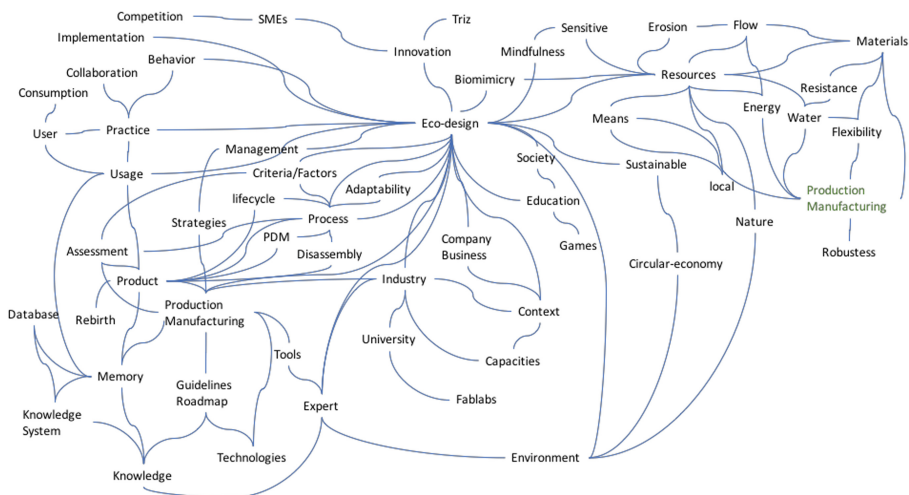 Competition
SMEs
Triz
Implementation
Innovation
Mindfulness
Sensitive
Erosion
Flow
Materials
Behavior
Collaboration
Consumption
Biomimicry
Resources
Resistance
User
Practice
Eco-design
Means
Energy
Water
Flexibility
Management
Society
Usage
Criteria/Factors
Sustainable
Adaptability
local
Production
Manufacturing
lifecycle
Education
Strategies
Process
Nature
PDM
Company
Business
Games
Assessment
Disassembly
Robustess
Circular-economy
Product
Industry
Production
Manufacturing
Context
Database
Rebirth
University
Tools
Capacities
Memory
Guidelines
Roadmap
Fablabs
Expert
Knowledge
System
Technologies
Environment
Knowledge